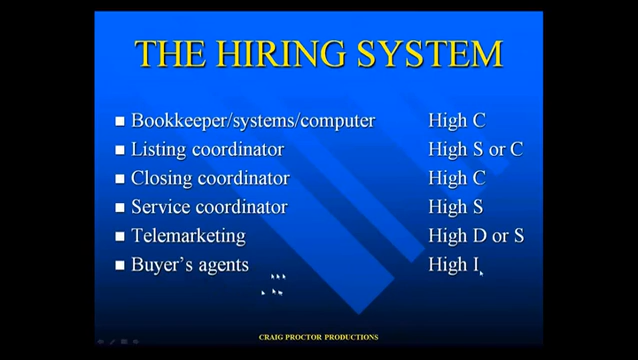 THE HIRING SYSTEM
Bookkeeper/systems/computer High C
Listing coordinator High S or C
Closing coordinator High C
Service coordinator High S
Telemarketing High D or S
Buyer's agents High I
CRAIG PROCTOR PRODUCTIONS